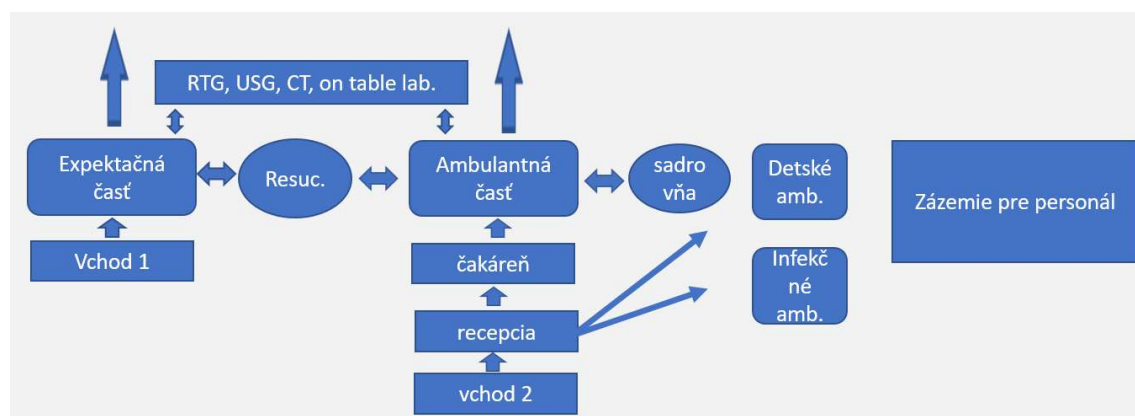 RTG, USG, CT, on table lab.
Expektačná
časť
Resuc.
Ambulantná
časť
sadro
vňa
Detské
amb.
Zázemie pre personál
Vchod 1
čakáreň
Infekč
né
amb.
recepcia
vchod 2